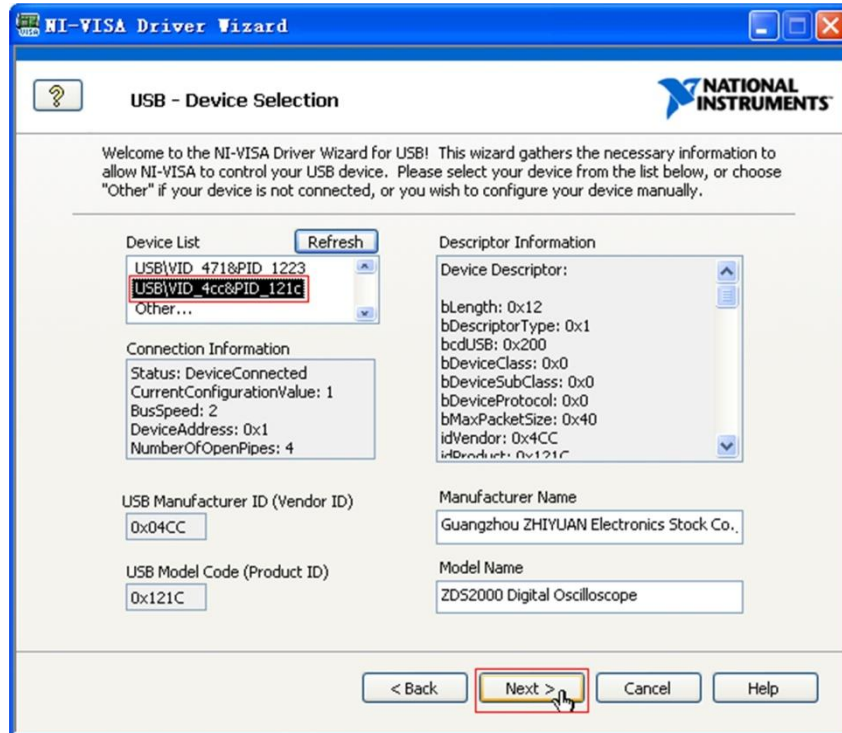 NI-VISA Driver Wizard
USB - Device Selection
NATIONAL
INSTRUMENTS™
Welcome to the NI-VISA Driver Wizard for USB! This wizard gathers the necessary information to
allow NI-VISA to control your USB device. Please select your device from the list below, or choose
"Other" if your device is not connected, or you wish to configure your device manually.
Device List
Refresh
USB\VID_471&PID_1223
USB\VID_4cc&PID_121c
Other...
Connection Information
Status: DeviceConnected
CurrentConfigurationValue: 1
BusSpeed: 2
DeviceAddress: 0x1
NumberOfOpenPipes: 4
USB Manufacturer ID (Vendor ID)
0x04CC
USB Model Code (Product ID)
0x121C
Descriptor Information
Device Descriptor:
bLength: 0x12
bDescriptorType: 0x1
bcdUSB: 0x200
bDeviceClass: 0x0
bDeviceSubClass: 0x0
bDeviceProtocol: 0x0
bMaxPacketSize: 0x40
idVendor: 0x4CC
idProduct: 0x121C
Manufacturer Name
Guangzhou ZHIYUAN Electronics Stock Co.,
Model Name
ZDS2000 Digital Oscilloscope
< Back
Next >
Cancel
Help